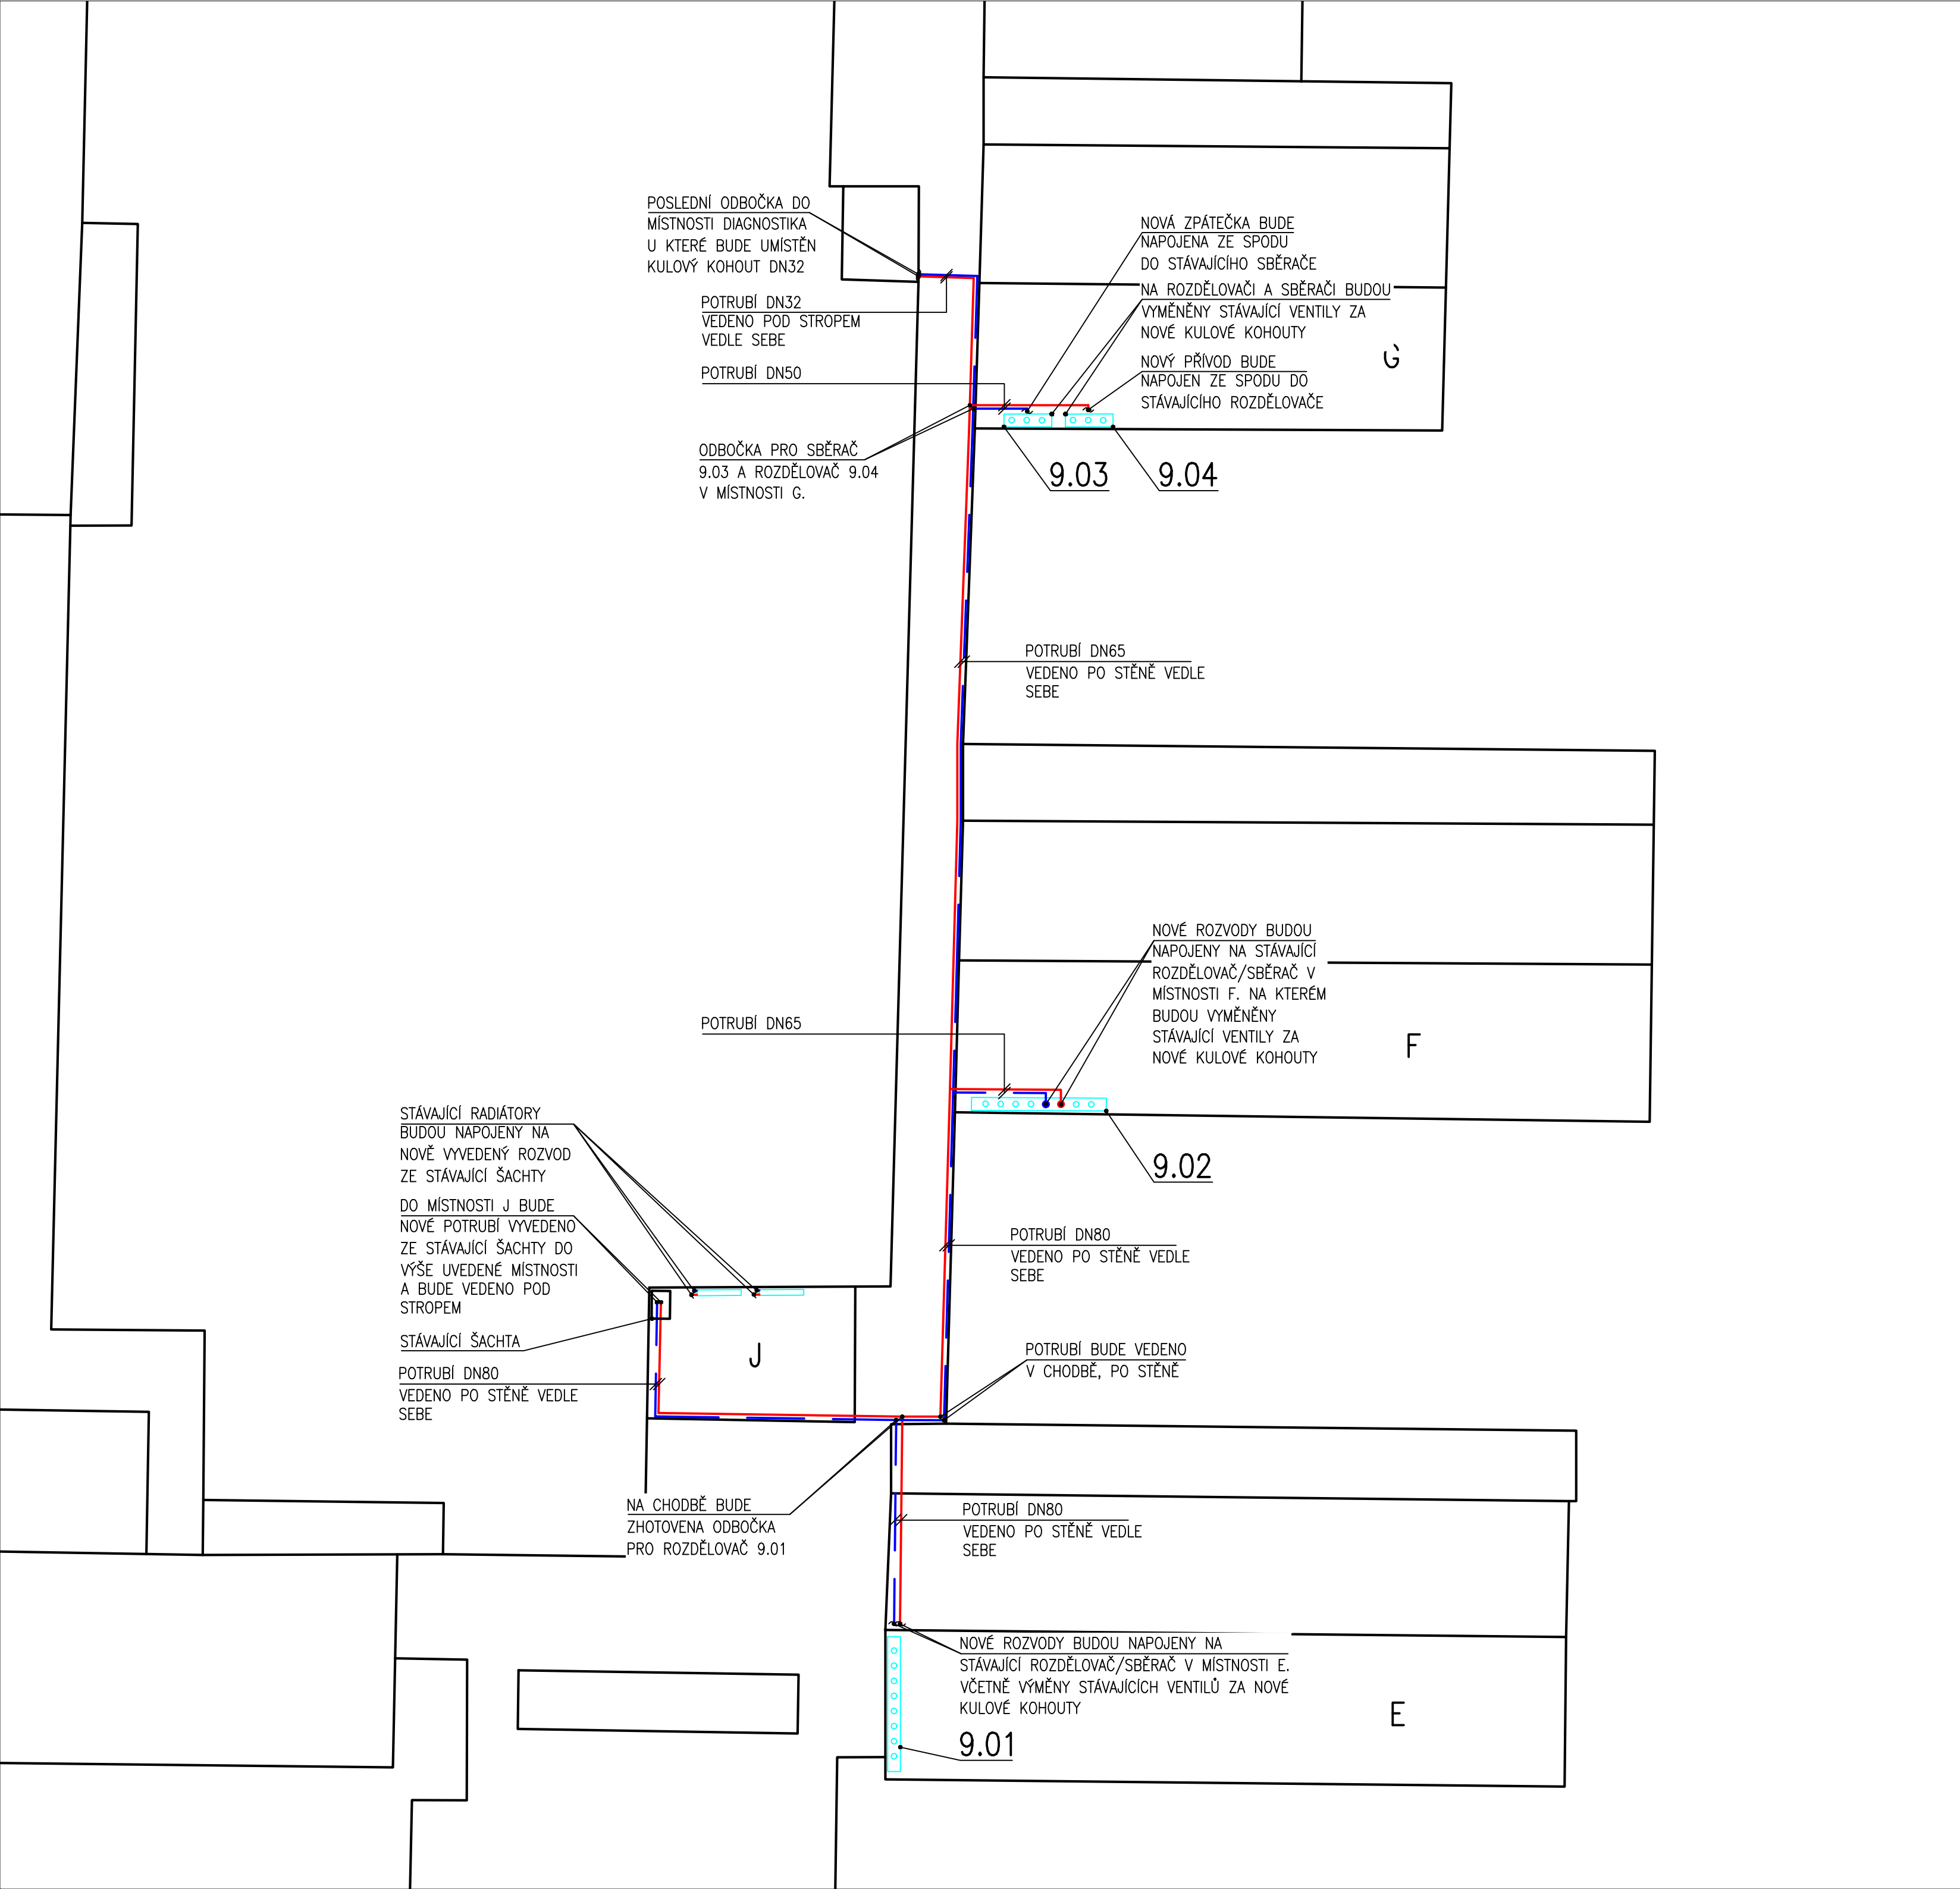 POSLEDNÍ ODBOČKA DO
MÍSTNOSTI DIAGNOSTIKA
U KTERÉ BUDE UMÍSTĚN
KULOVÝ KOHOUT DN32
POTRUBÍ DN32
VEDENO POD STROPEM
VEDLE SEBE
POTRUBÍ DN50
NOVÁ ZPÁTEČKA BUDE
NAPOJENA ZE SPODU
DO STÁVAJÍCÍHO SBĚRAČE
NA ROZDĚLOVAČI A SBĚRAČI BUDOU
VYMĚNĚNY STÁVAJÍCÍ VENTILY ZA
NOVÉ KULOVÉ KOHOUTY
NOVÝ PŘÍVOD BUDE
NAPOJEN ZE SPODU DO
STÁVAJÍCÍHO ROZDĚLOVAČE
G
ODBOČKA PRO SBĚRAČ
9.03 A ROZDĚLOVAČ 9.04
V MÍSTNOSTI G.
9.03
9.04
POTRUBÍ DN65
VEDENO PO STĚNĚ VEDLE
SEBE
NOVÉ ROZVODY BUDOU
NAPOJENY NA STÁVAJÍCÍ
ROZDĚLOVAČ/SBĚRAČ V
MÍSTNOSTI F. NA KTERÉM
BUDOU VYMĚNĚNY
STÁVAJÍCÍ VENTILY ZA
NOVÉ KULOVÉ KOHOUTY
F
POTRUBÍ DN65
9.02
STÁVAJÍCÍ RADIÁTORY
BUDOU NAPOJENY NA
NOVĚ VYVEDENÝ ROZVOD
ZE STÁVAJÍCÍ ŠACHTY
DO MÍSTNOSTI J BUDE
NOVÉ POTRUBÍ VYVEDENO
ZE STÁVAJÍCÍ ŠACHTY DO
VÝŠE UVEDENÉ MÍSTNOSTI
A BUDE VEDENO POD
STROPEM
STÁVAJÍCÍ ŠACHTA
POTRUBÍ DN80
VEDENO PO STĚNĚ VEDLE
SEBE
J
POTRUBÍ DN80
VEDENO PO STĚNĚ VEDLE
SEBE
POTRUBÍ BUDE VEDENO
V CHODBĚ, PO STĚNĚ
NA CHODBĚ BUDE
ZHOTOVENA ODBOČKA
PRO ROZDĚLOVAČ 9.01
POTRUBÍ DN80
VEDENO PO STĚNĚ VEDLE
SEBE
NOVÉ ROZVODY BUDOU NAPOJENY NA
STÁVAJÍCÍ ROZDĚLOVAČ/SBĚRAČ V MÍSTNOSTI E.
VČETNĚ VÝMĚNY STÁVAJÍCÍCH VENTILŮ ZA NOVÉ
KULOVÉ KOHOUTY
E
9.01